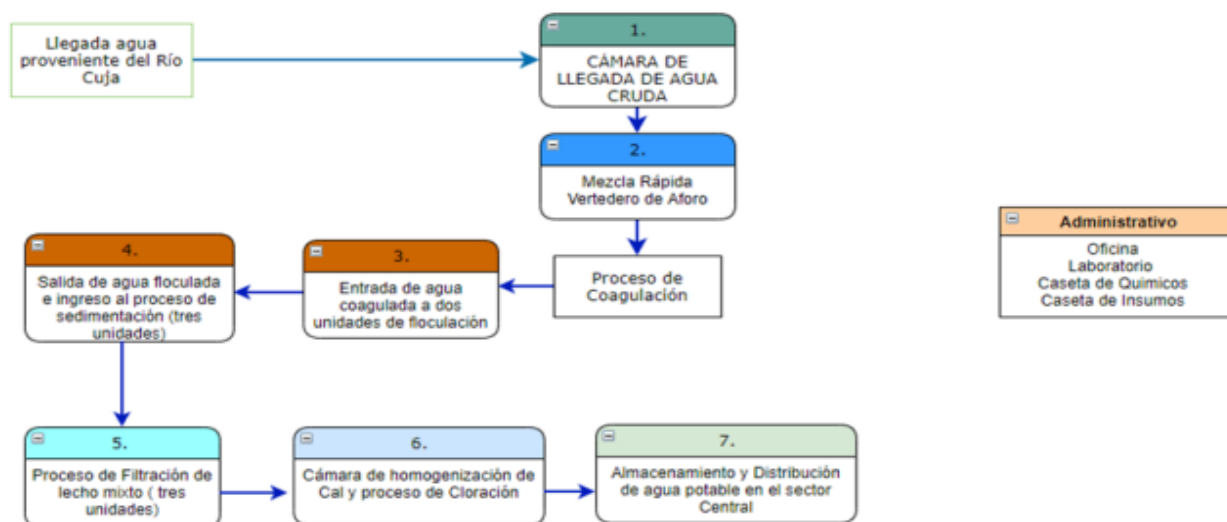 Llegada agua
proveniente del Río
Cuja
1.
CÁMARA DE
LLEGADA DE AGUA
CRUDA
2.
Mezcla Rápida
Vertedero de Aforo
Proceso de
Coagulación
3.
Entrada de agua
coagulada a dos
unidades de floculación
4.
Salida de agua floculada
e ingreso al proceso de
sedimentación (tres
unidades)
5.
Proceso de Filtración de
lecho mixto ( tres
unidades)
6.
Cámara de homogenización de
Cal y proceso de Cloración
7.
Almacenamiento y Distribución
de agua potable en el sector
Central
Administrativo
Oficina
Laboratorio
Caseta de Quimicos
Caseta de Insumos